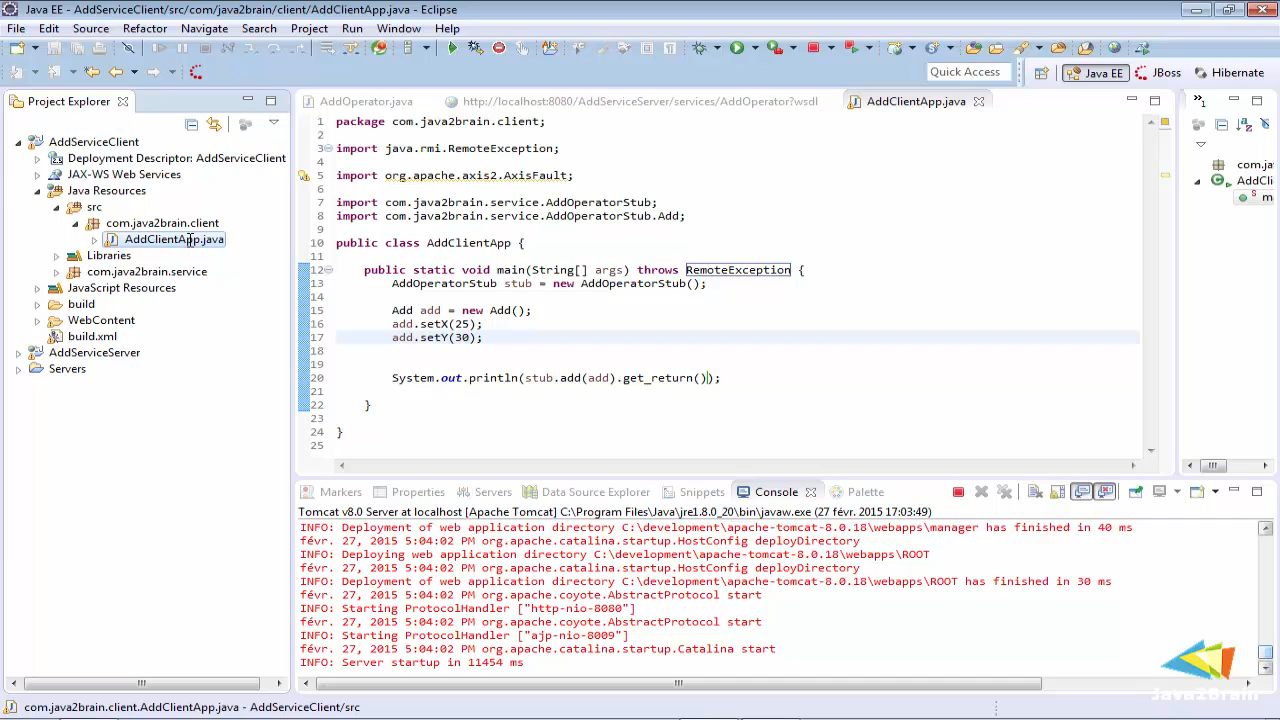 Java EE - AddServiceClient/src/com/java2brain/client/AddClientApp.java - Eclipse
File Edit Source Refactor Navigate Search Project Run Window Help
Quick Access Java EE JBoss Hibernate
Project Explorer
AddServiceClient
Deployment Descriptor: AddServiceClient
JAX-WS Web Services
Java Resources
src
com.java2brain.client
AddClientApp.java
Libraries
com.java2brain.service
JavaScript Resources
build
WebContent
build.xml
AddServiceServer
Servers
AddOperator.java http://localhost:8080/AddServiceServer/services/AddOperator?wsdl AddClientApp.java
1 package com.java2brain.client;
2
3 import java.rmi.RemoteException;
4
5 import org.apache.axis2.AxisFault;
6
7 import com.java2brain.service.AddOperatorStub;
8 import com.java2brain.service.AddOperatorStub.Add;
9
10 public class AddClientApp {
11
12 public static void main(String[] args) throws RemoteException {
13 AddOperatorStub stub = new AddOperatorStub();
14
15 Add add = new Add();
16 add.setX(25);
17 add.setY(30);
18
19
20 System.out.println(stub.add(add).get_return());
21
22 }
23
24 }
25
com.java
AddCli
m
Markers Properties Servers Data Source Explorer Snippets Console Palette
Tomcat v8.0 Server at localhost [Apache Tomcat] C:\Program Files\Java\jre1.8.0_20\bin\javaw.exe (27 févr. 2015 17:03:49)
INFO: Deployment of web application directory C:\development\apache-tomcat-8.0.18\webapps\manager has finished in 40 ms
févr. 27, 2015 5:04:02 PM org.apache.catalina.startup.HostConfig deployDirectory
INFO: Deploying web application directory C:\development\apache-tomcat-8.0.18\webapps\ROOT
févr. 27, 2015 5:04:02 PM org.apache.catalina.startup.HostConfig deployDirectory
INFO: Deployment of web application directory C:\development\apache-tomcat-8.0.18\webapps\ROOT has finished in 30 ms
févr. 27, 2015 5:04:02 PM org.apache.coyote.AbstractProtocol start
INFO: Starting ProtocolHandler ["http-nio-8080"]
févr. 27, 2015 5:04:02 PM org.apache.coyote.AbstractProtocol start
INFO: Starting ProtocolHandler ["ajp-nio-8009"]
févr. 27, 2015 5:04:02 PM org.apache.catalina.startup.Catalina start
INFO: Server startup in 11454 ms
Java2Brain
com.java2brain.client.AddClientApp.java - AddServiceClient/src